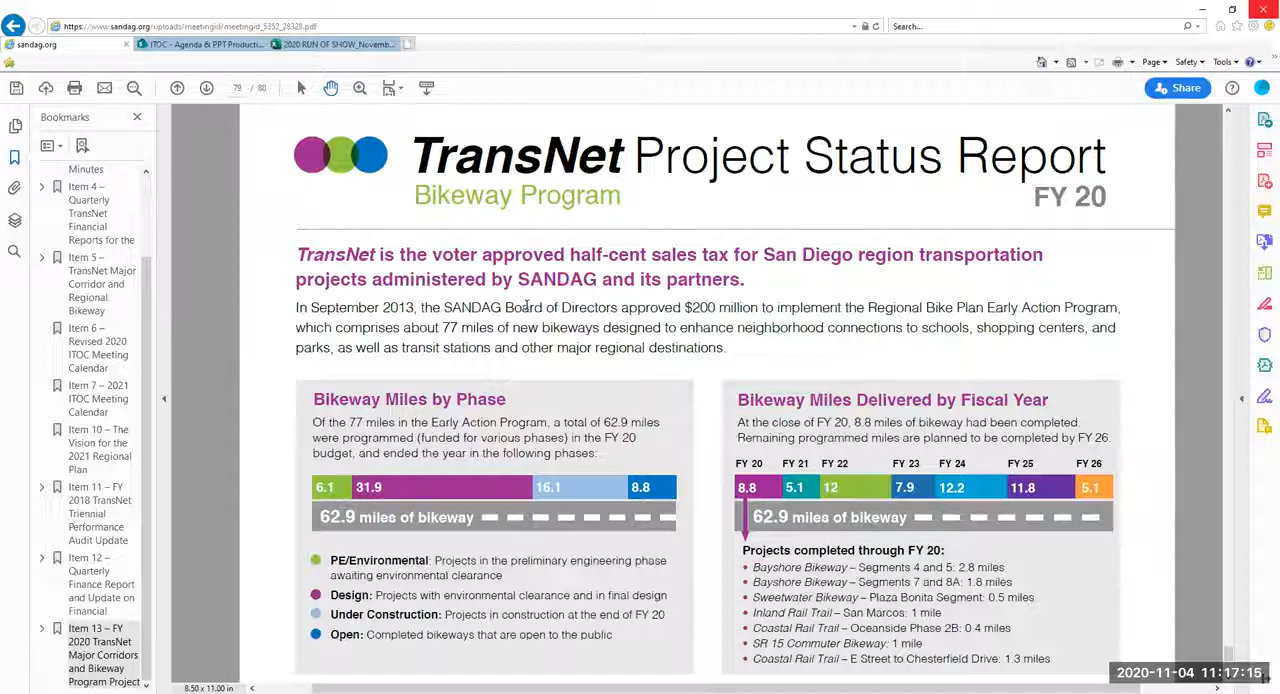 https://www.sandag.org/uploads/meetingid/meetingid_5352_28328.pdf
Search...
sandag.org
ITOC - Agenda & PPT Producti...
2020 RUN OF SHOW_Novemb...
Page
Safety
Tools
79 / 80
Share
Bookmarks
Minutes
Item 4 –
Quarterly
TransNet
Financial
Reports for the
Item 5 –
TransNet Major
Corridor and
Regional
Bikeway
Item 6 –
Revised 2020
ITOC Meeting
Calendar
Item 7 – 2021
ITOC Meeting
Calendar
Item 10 – The
Vision for the
2021 Regional
Plan
Item 11 – FY
2018 TransNet
Triennial
Performance
Audit Update
Item 12 –
Quarterly
Finance Report
and Update on
Financial
Item 13 – FY
2020 TransNet
Major Corridors
and Bikeway
Program Project
8.50 x 11.00 in
TransNet Project Status Report
Bikeway Program
FY 20
TransNet is the voter approved half-cent sales tax for San Diego region transportation
projects administered by SANDAG and its partners.
In September 2013, the SANDAG Board of Directors approved $200 million to implement the Regional Bike Plan Early Action Program,
which comprises about 77 miles of new bikeways designed to enhance neighborhood connections to schools, shopping centers, and
parks, as well as transit stations and other major regional destinations.
Bikeway Miles by Phase
Of the 77 miles in the Early Action Program, a total of 62.9 miles
were programmed (funded for various phases) in the FY 20
budget, and ended the year in the following phases:
6.1 31.9 16.1 8.8
62.9 miles of bikeway
PE/Environmental: Projects in the preliminary engineering phase
awaiting environmental clearance
Design: Projects with environmental clearance and in final design
Under Construction: Projects in construction at the end of FY 20
Open: Completed bikeways that are open to the public
Bikeway Miles Delivered by Fiscal Year
At the close of FY 20, 8.8 miles of bikeway had been completed.
Remaining programmed miles are planned to be completed by FY 26.
FY 20 FY 21 FY 22 FY 23 FY 24 FY 25 FY 26
8.8 5.1 12 7.9 12.2 11.8 5.1
62.9 miles of bikeway
Projects completed through FY 20:
• Bayshore Bikeway – Segments 4 and 5: 2.8 miles
• Bayshore Bikeway – Segments 7 and 8A: 1.8 miles
• Sweetwater Bikeway – Plaza Bonita Segment: 0.5 miles
• Inland Rail Trail – San Marcos: 1 mile
• Coastal Rail Trail – Oceanside Phase 2B: 0.4 miles
• SR 15 Commuter Bikeway: 1 mile
• Coastal Rail Trail – E Street to Chesterfield Drive: 1.3 miles
2020-11-04 11:17:15